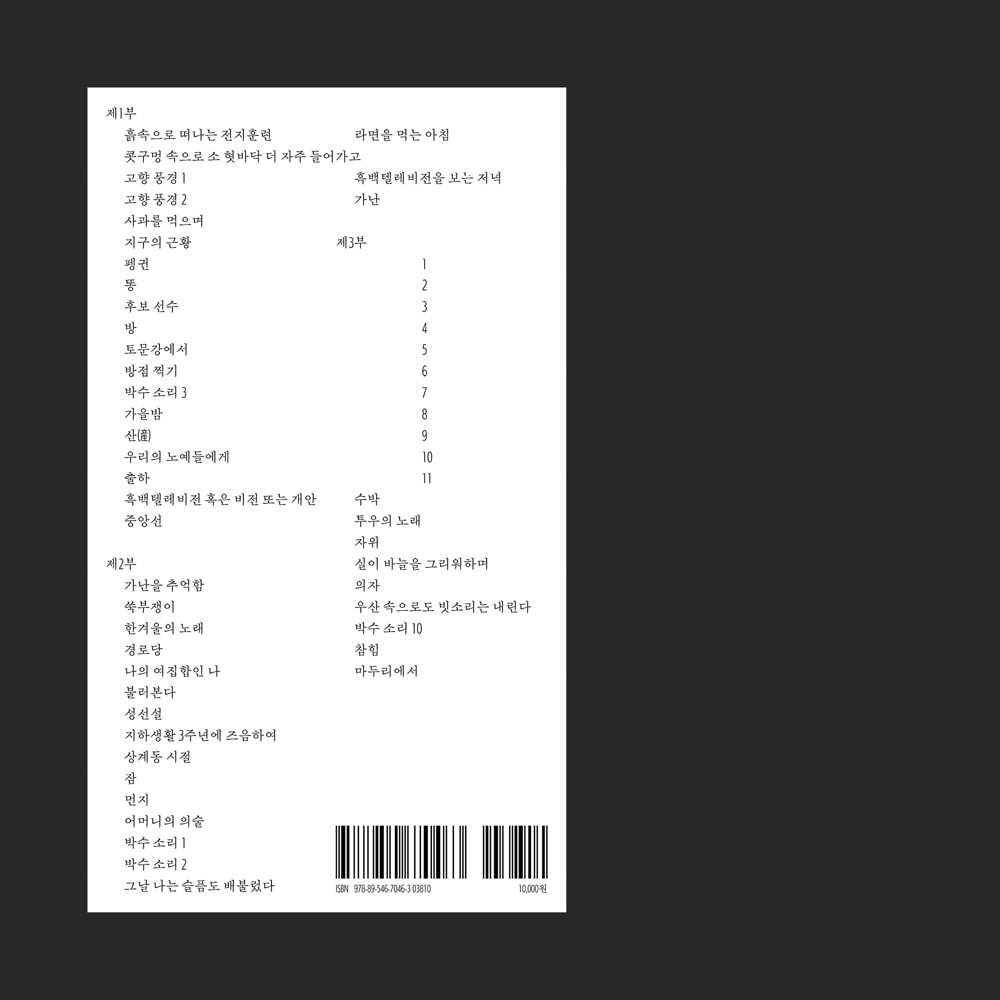 제1부
흙속으로 떠나는 전지훈련
콧구멍 속으로 소 혓바닥 더 자주 들어가고
고향 풍경 1
고향 풍경 2
사과를 먹으며
지구의 근황
펭귄
똥
후보 선수
방
토문강에서
방점 찍기
박수 소리 3
가을밤
산(産)
우리의 노예들에게
출하
흑백텔레비전 혹은 비전 또는 개안
중앙선
제2부
가난을 추억함
쑥부쟁이
한겨울의 노래
경로당
나의 여집합인 나
불러본다
성선설
지하생활 3주년에 즈음하여
상계동 시절
잠
먼지
어머니의 의술
박수 소리 1
박수 소리 2
그날 나는 슬픔도 배불렀다
라면을 먹는 아침
흑백텔레비전을 보는 저녁
가난
제3부
1
2
3
4
5
6
7
8
9
10
11
수박
투우의 노래
자위
실이 바늘을 그리워하며
의자
우산 속으로도 빗소리는 내린다
박수 소리 10
참힘
마두리에서
ISBN 978-89-546-7046-3 03810
10,000원